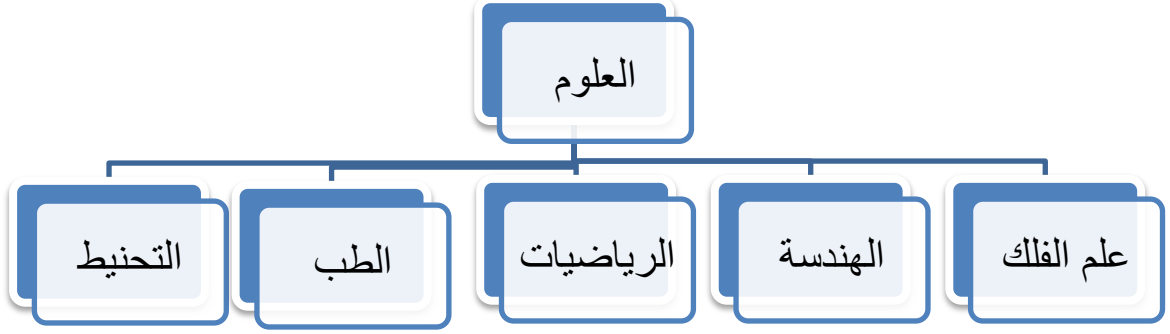 العلوم
علم الفلك
الهندسة
الرياضيات
الطب
التحنيط